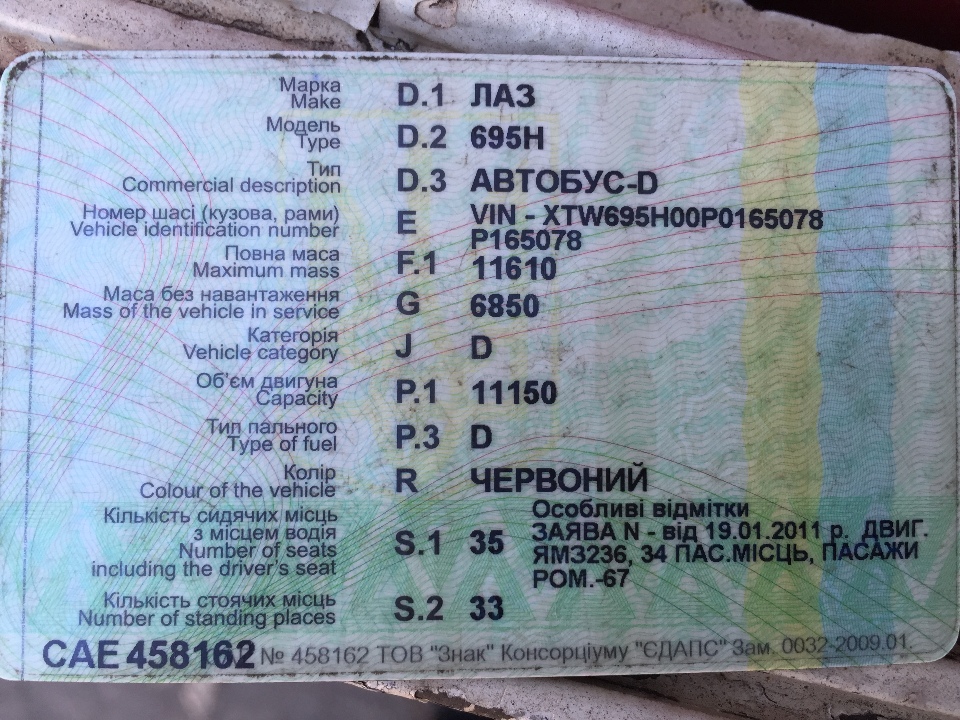 Марка
Make D.1 ЛАЗ
Модель
Type D.2 695Н
Тип
Commercial description D.3 АВТОБУС-D
Номер шасі (кузова, рами)
Vehicle identification number E VIN - XTW695H00P0165078
P165078
Повна маса
Maximum mass F.1 11610
Маса без навантаження
Mass of the vehicle in service G 6850
Категорія
Vehicle category J D
Об'єм двигуна
Capacity P.1 11150
Тип пального
Type of fuel P.3 D
Колір
Colour of the vehicle R ЧЕРВОНИЙ
Кількість сидячих місць
з місцем водія
Number of seats
including the driver's seat S.1 35
Особливі відмітки
ЗАЯВА N - від 19.01.2011 р. ДВИГ.
ЯМЗ236, 34 ПАС.МІСЦЬ, ПАСАЖИ
РОМ.-67
Кількість стоячих місць
Number of standing places S.2 33
САЕ 458162 № 458162 ТОВ "Знак" Консорціуму "ЄДАПС" Зам. 0032-2009.01.